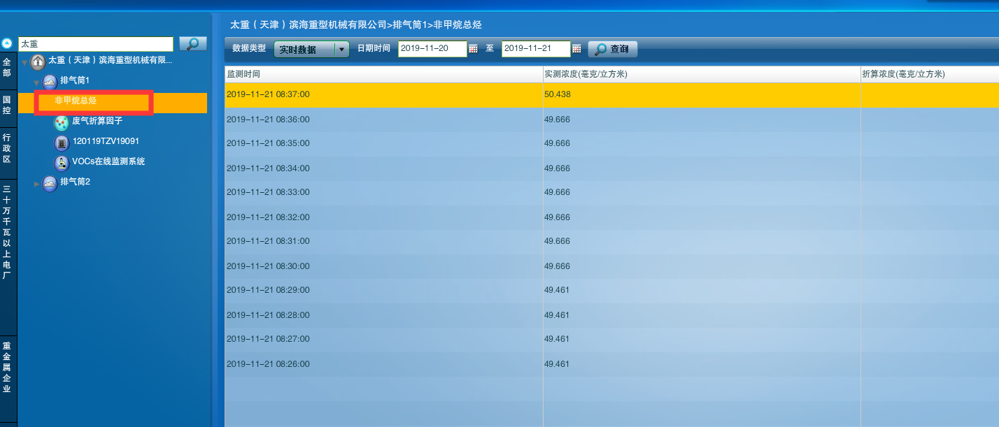 太重（天津）滨海重型机械有限公司>排气筒1>非甲烷总烃
太重
数据类型 实时数据 日期时间 2019-11-20 至 2019-11-21 查询
全部
国控
行政区
三十万千瓦以上电厂
重金属企业
太重（天津）滨海重型机械有限...
排气筒1
非甲烷总烃
废气折算因子
120119TZV19091
VOCs在线监测系统
排气筒2
监测时间 实测浓度(毫克/立方米) 折算浓度(毫克/立方米)
2019-11-21 08:37:00 50.438
2019-11-21 08:36:00 49.666
2019-11-21 08:35:00 49.666
2019-11-21 08:34:00 49.666
2019-11-21 08:33:00 49.666
2019-11-21 08:32:00 49.666
2019-11-21 08:31:00 49.666
2019-11-21 08:30:00 49.666
2019-11-21 08:29:00 49.461
2019-11-21 08:28:00 49.461
2019-11-21 08:27:00 49.461
2019-11-21 08:26:00 49.461